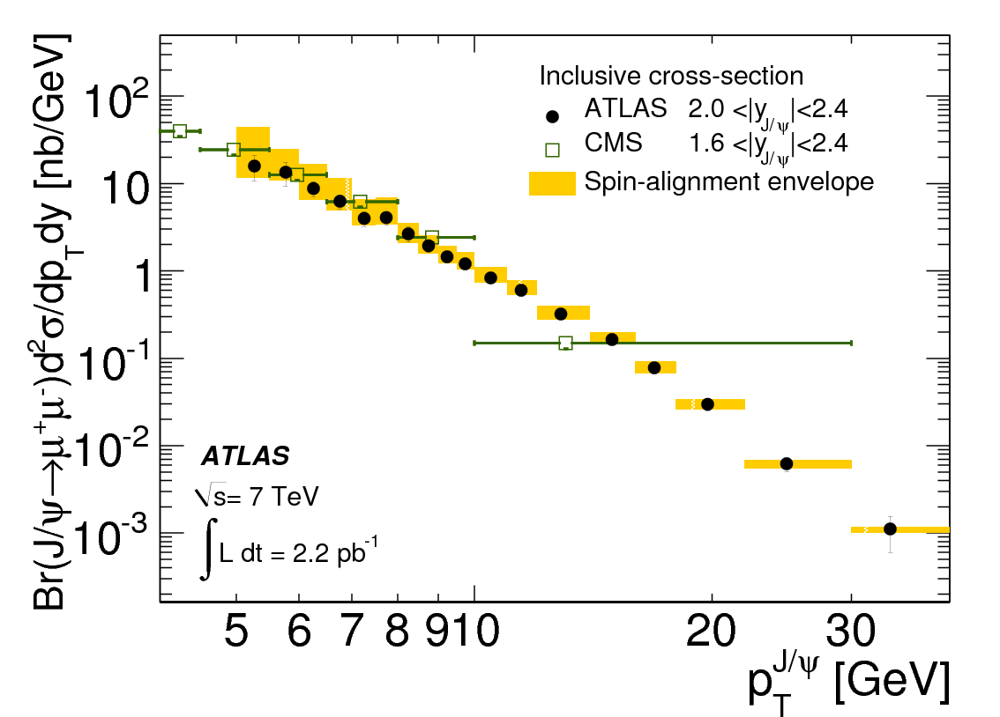 Br(J/ψ→μ⁺μ⁻)d²σ/dp_T dy [nb/GeV]
10²
10
1
10⁻¹
10⁻²
10⁻³
Inclusive cross-section
ATLAS 2.0 <|y_J/ψ|<2.4
CMS 1.6 <|y_J/ψ|<2.4
Spin-alignment envelope
ATLAS
√s= 7 TeV
∫L dt = 2.2 pb⁻¹
5 6 7 8 9 10 20 30
p_T^J/ψ [GeV]